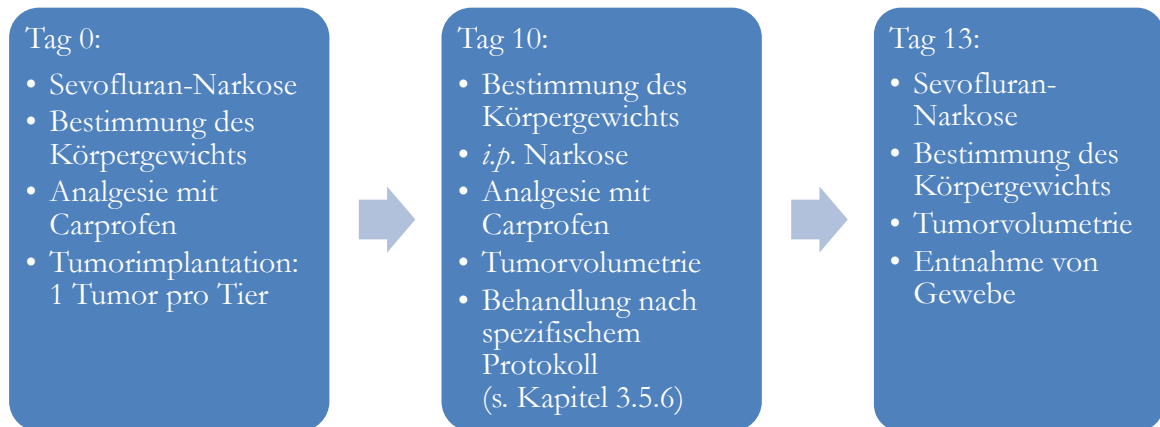 Tag 0:
• Sevofluran-Narkose
• Bestimmung des
Körpergewichts
• Analgesie mit
Carprofen
• Tumorimplantation:
1 Tumor pro Tier
Tag 10:
• Bestimmung des
Körpergewichts
• i.p. Narkose
• Analgesie mit
Carprofen
• Tumorvolumetrie
• Behandlung nach
spezifischem
Protokoll
(s. Kapitel 3.5.6)
Tag 13:
• Sevofluran-
Narkose
• Bestimmung des
Körpergewichts
• Tumorvolumetrie
• Entnahme von
Gewebe